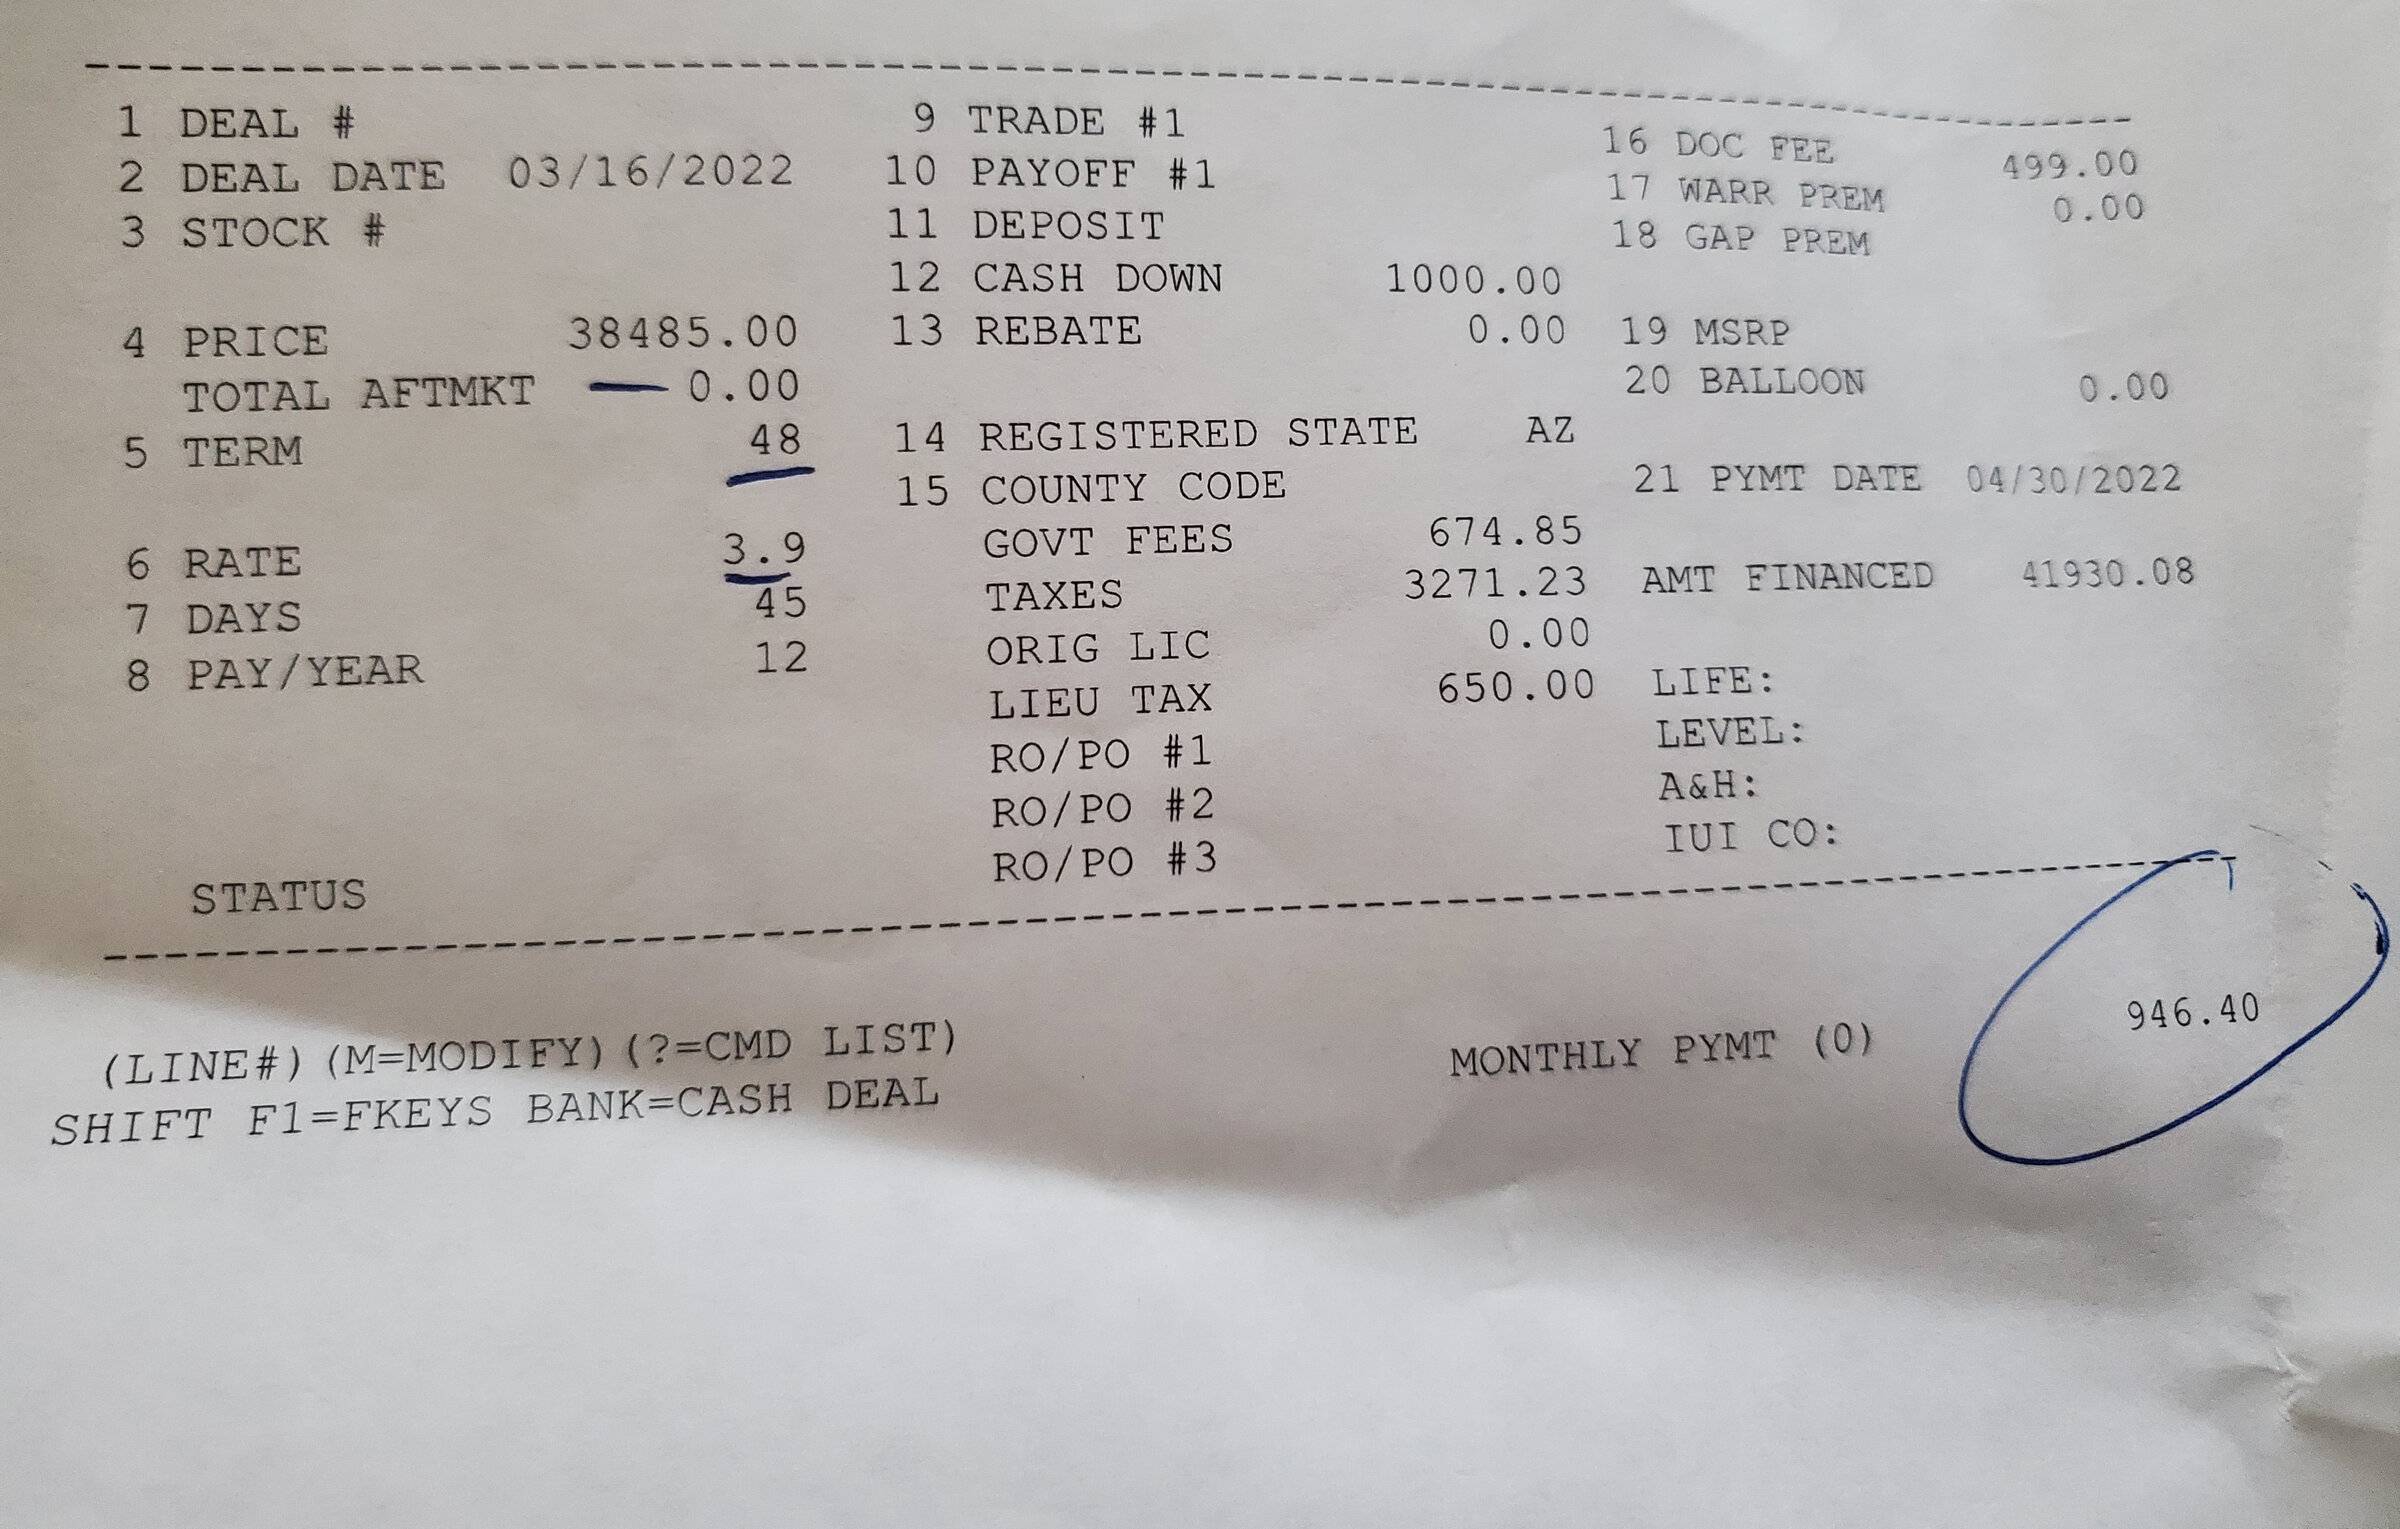 1 DEAL # 9 TRADE #1 16 DOC FEE 499.00
2 DEAL DATE 03/16/2022 10 PAYOFF #1 17 WARR PREM 0.00
3 STOCK # 11 DEPOSIT 18 GAP PREM
12 CASH DOWN 1000.00
4 PRICE 38485.00 13 REBATE 0.00 19 MSRP
TOTAL AFTMKT 0.00 20 BALLOON 0.00
5 TERM 48 14 REGISTERED STATE AZ
15 COUNTY CODE 21 PYMT DATE 04/30/2022
6 RATE 3.9 GOVT FEES 674.85
7 DAYS 45 TAXES 3271.23 AMT FINANCED 41930.08
8 PAY/YEAR 12 ORIG LIC 0.00
LIEU TAX 650.00 LIFE:
RO/PO #1 LEVEL:
RO/PO #2 A&H:
STATUS RO/PO #3 IUI CO:
(LINE#)(M=MODIFY)(?=CMD LIST) MONTHLY PYMT (0) 946.40
SHIFT F1=FKEYS BANK=CASH DEAL